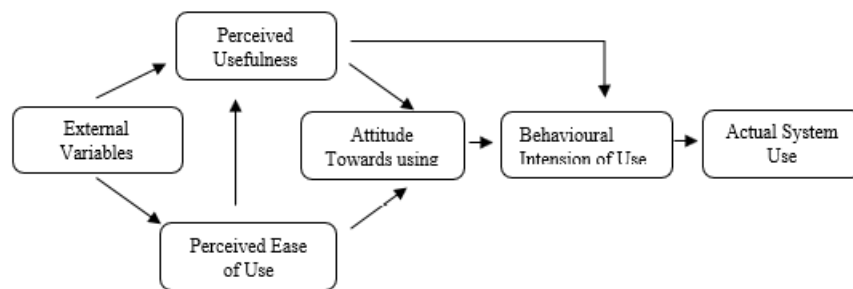 Perceived
Usefulness
External
Variables
Attitude
Towards using
Behavioural
Intension of Use
Actual System
Use
Perceived Ease
of Use